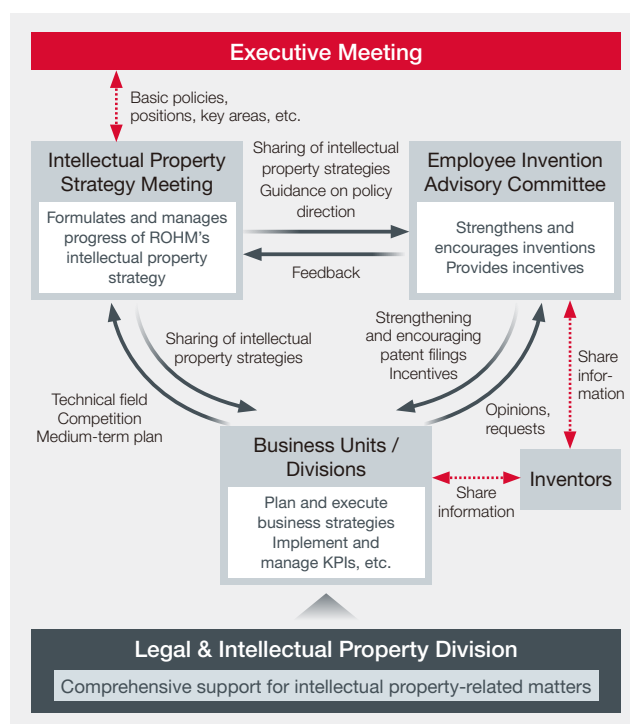 Executive Meeting
Basic policies,
positions, key areas, etc.
Intellectual Property
Strategy Meeting
Formulates and manages
progress of ROHM's
intellectual property
strategy
Sharing of intellectual
property strategies
Guidance on policy
direction
Feedback
Employee Invention
Advisory Committee
Strengthens and
encourages inventions
Provides incentives
Sharing of intellectual
property strategies
Technical field
Competition
Medium-term plan
Strengthening
and encouraging
patent filings
Incentives
Opinions,
requests
Share
infor-
mation
Business Units /
Divisions
Plan and execute
business strategies
Implement and
manage KPIs, etc.
Share
information
Inventors
Legal & Intellectual Property Division
Comprehensive support for intellectual property-related matters